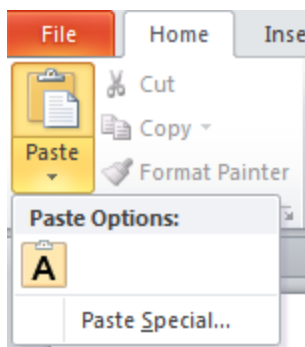 File Home Inse
Cut
Copy
Paste
Format Painter
Paste Options:
A
Paste Special...